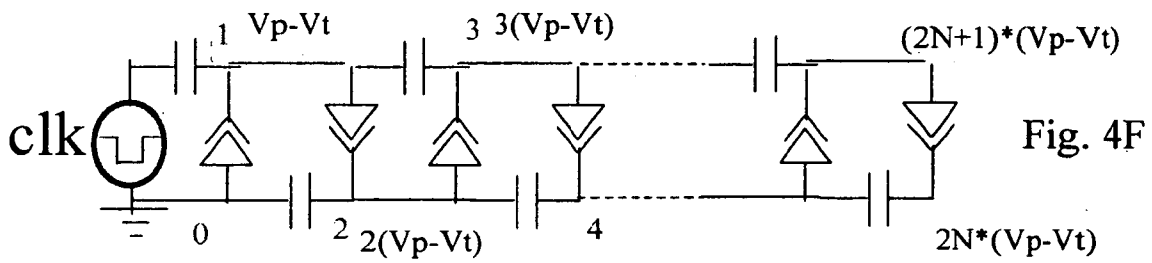 1 Vp-Vt 3 3(Vp-Vt) (2N+1)*(Vp-Vt)
clk
Fig. 4F
0 2 2(Vp-Vt) 4 2N*(Vp-Vt)